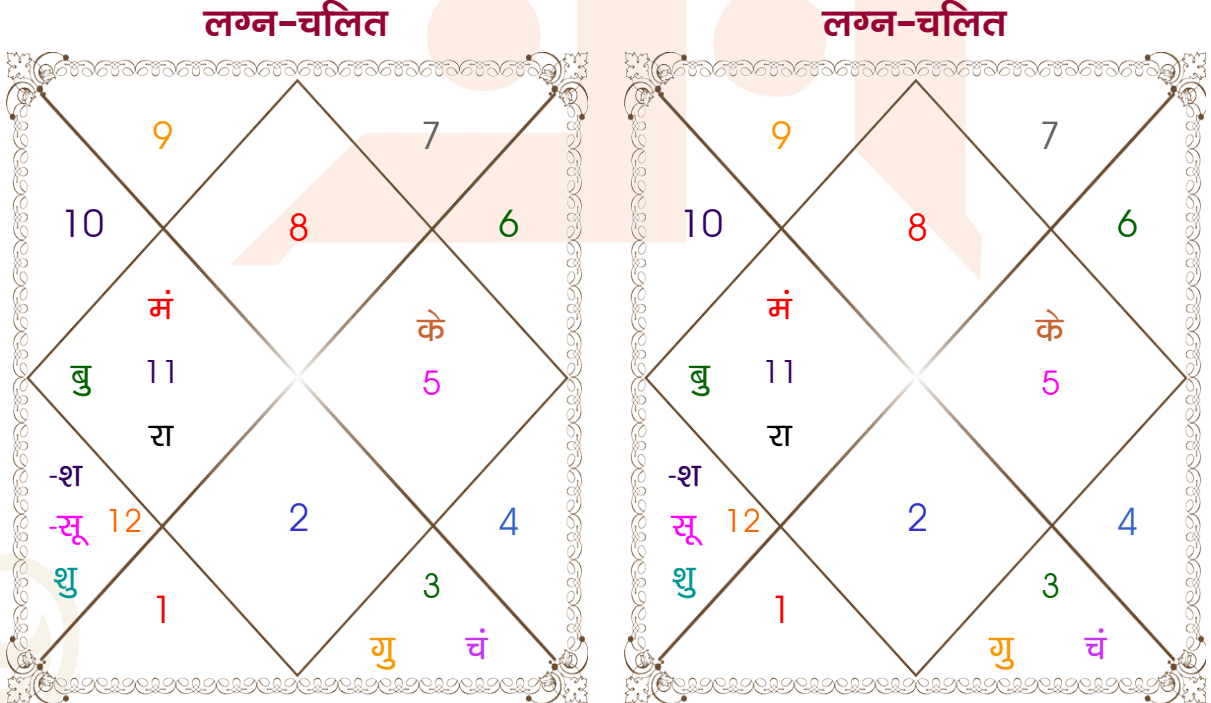 लग्न-चलित लग्न-चलित
9 7 9 7
10 8 6 10 8 6
मं के मं के
बु 11 5 बु 11 5
रा रा
-श -श
-सू 12 2 4 सू 12 2 4
शु 1 3 शु 1 3
गु चं गु चं